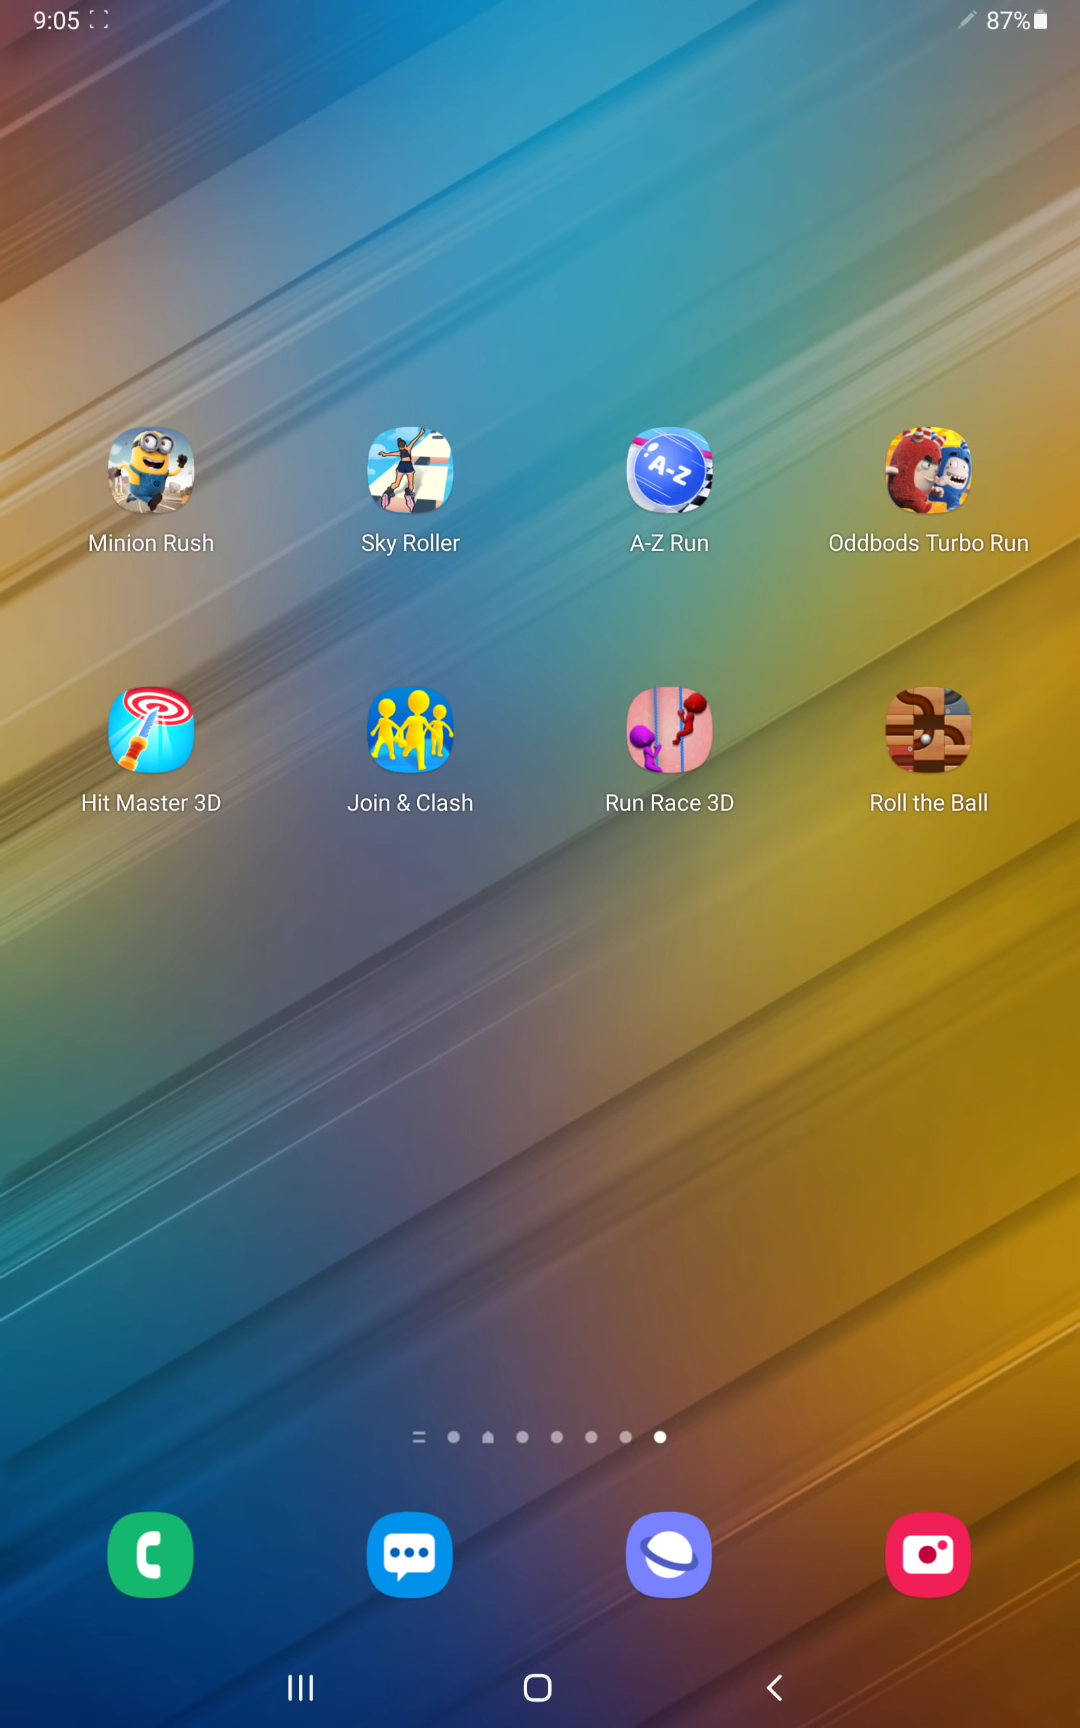 9:05 87%
Minion Rush Sky Roller A-Z Run Oddbods Turbo Run
Hit Master 3D Join & Clash Run Race 3D Roll the Ball
A-Z